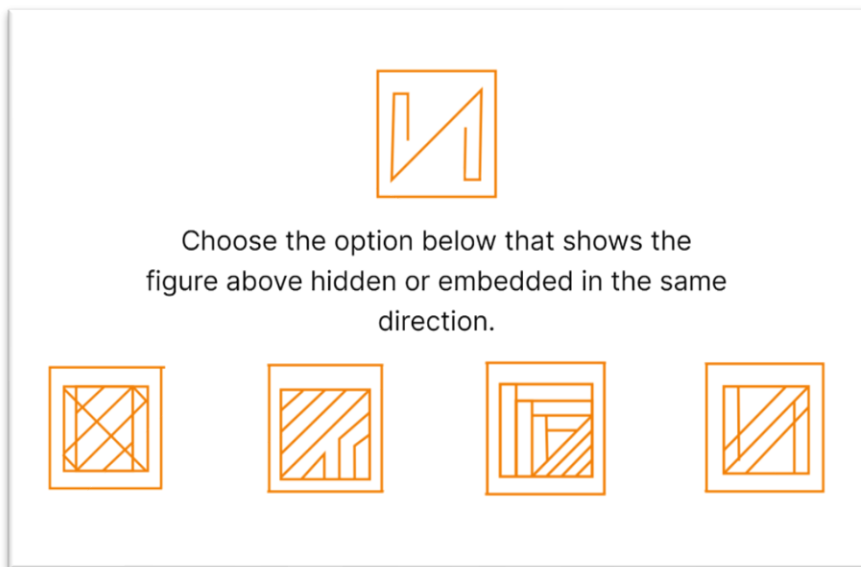 Choose the option below that shows the
figure above hidden or embedded in the same
direction.